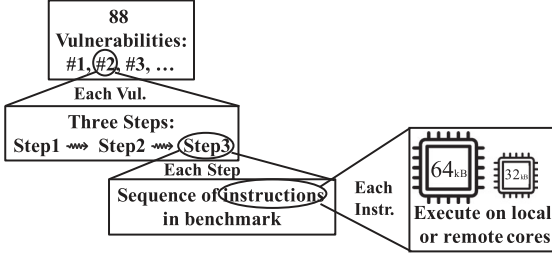 88
Vulnerabilities:
#1, #2, #3, ...
Each Vul.
Three Steps:
Step1 ⇝ Step2 ⇝ Step3
Each Step
Sequence of instructions
in benchmark
Each
Instr.
64kB
32kB
Execute on local
or remote cores